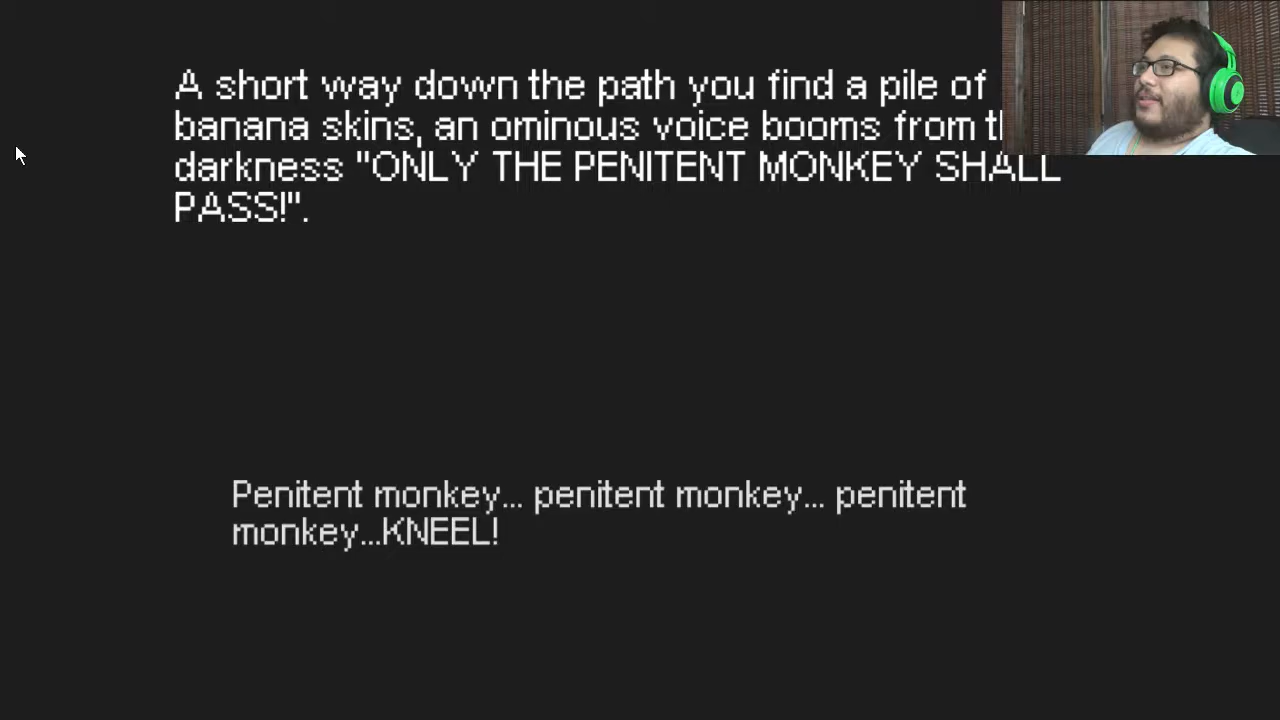 A short way down the path you find a pile of
banana skins, an ominous voice booms from
darkness "ONLY THE PENITENT MONKEY SHALL
PASS!".
Penitent monkey... penitent monkey... penitent
monkey...KNEEL!